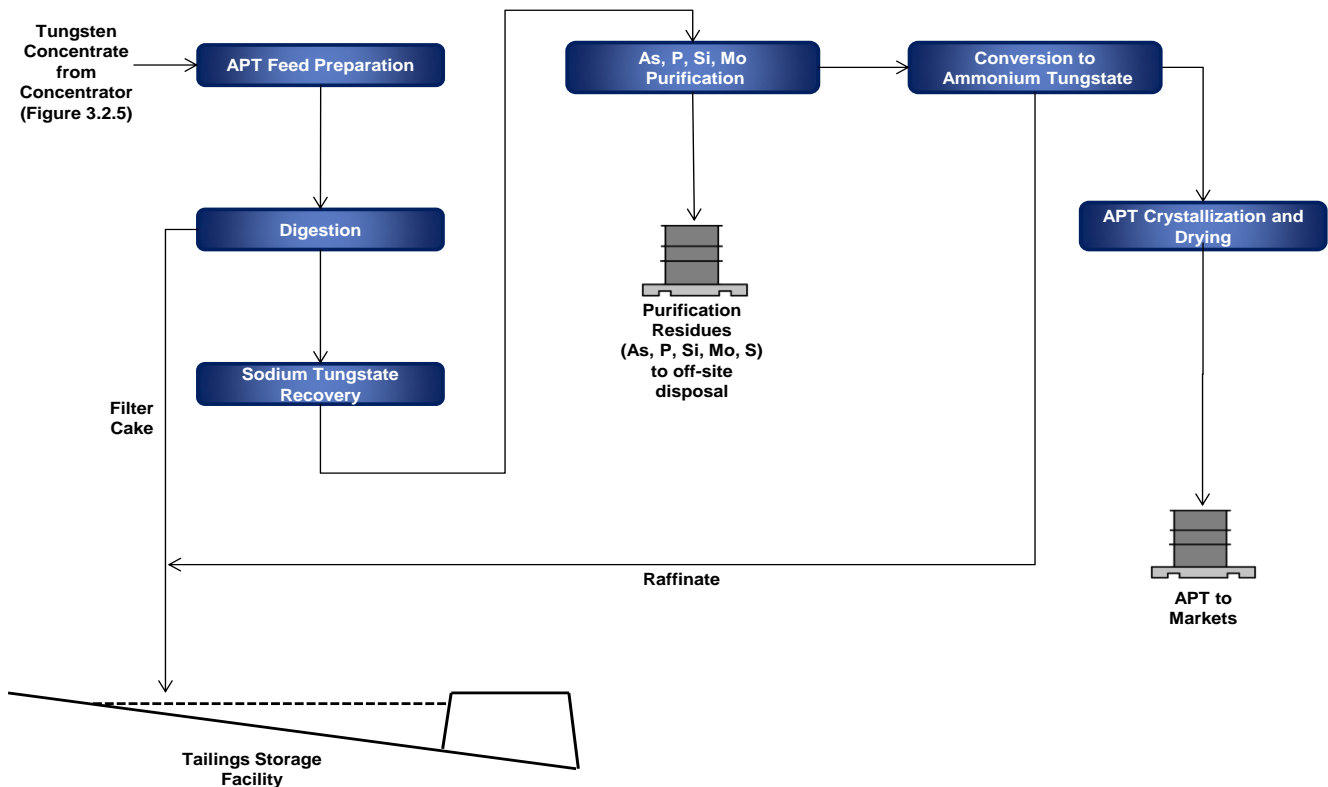 Tungsten
Concentrate
from
Concentrator
(Figure 3.2.5)
APT Feed Preparation
As, P, Si, Mo
Purification
Conversion to
Ammonium Tungstate
Digestion
APT Crystallization and
Drying
Purification
Residues
(As, P, Si, Mo, S)
to off-site
disposal
Sodium Tungstate
Recovery
Filter
Cake
Raffinate
APT to
Markets
Tailings Storage
Facility